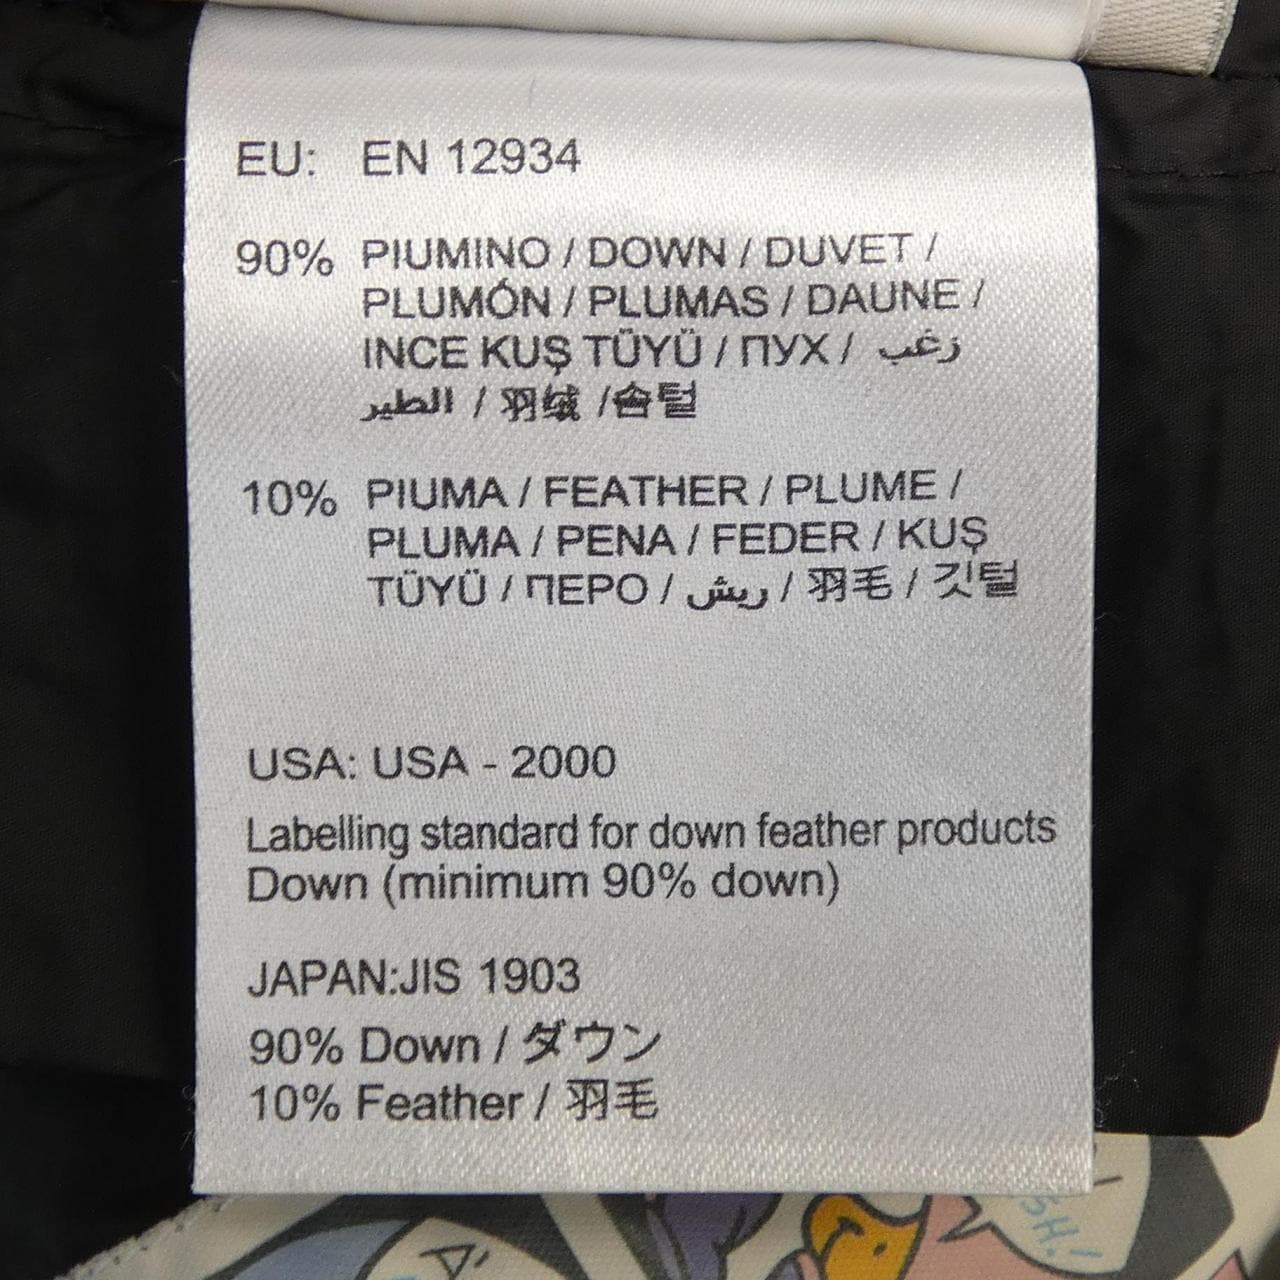 EU: EN 12934
90% PIUMINO / DOWN / DUVET /
PLUMÓN / PLUMAS / DAUNE /
INCE KUŞ TÜYÜ / ПУХ / زغب
الطير / 羽绒 /솜털
10% PIUMA / FEATHER / PLUME /
PLUMA / PENA / FEDER / KUŞ
TÜYÜ / ПЕРО / ريش / 羽毛 / 깃털
USA: USA - 2000
Labelling standard for down feather products
Down (minimum 90% down)
JAPAN:JIS 1903
90% Down / ダウン
10% Feather / 羽毛